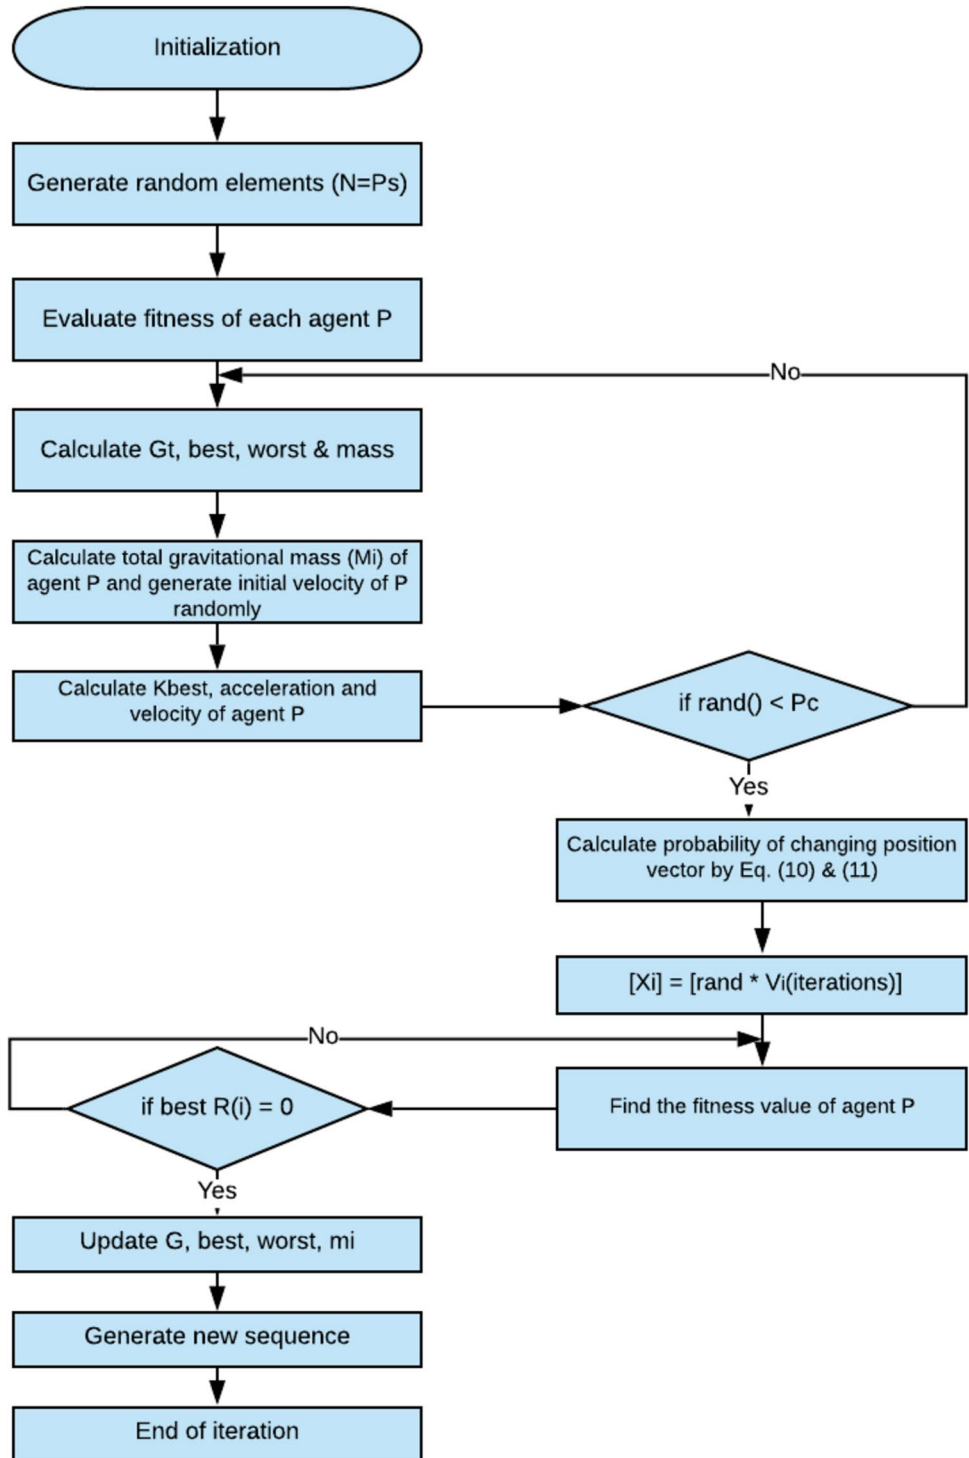 Initialization
Generate random elements (N=Ps)
Evaluate fitness of each agent P
No
Calculate Gt, best, worst & mass
Calculate total gravitational mass (Mi) of
agent P and generate initial velocity of P
randomly
Calculate Kbest, acceleration and
velocity of agent P
if rand() < Pc
Yes
Calculate probability of changing position
vector by Eq. (10) & (11)
[Xi] = [rand * Vi(iterations)]
No
Find the fitness value of agent P
if best R(i) = 0
Yes
Update G, best, worst, mi
Generate new sequence
End of iteration